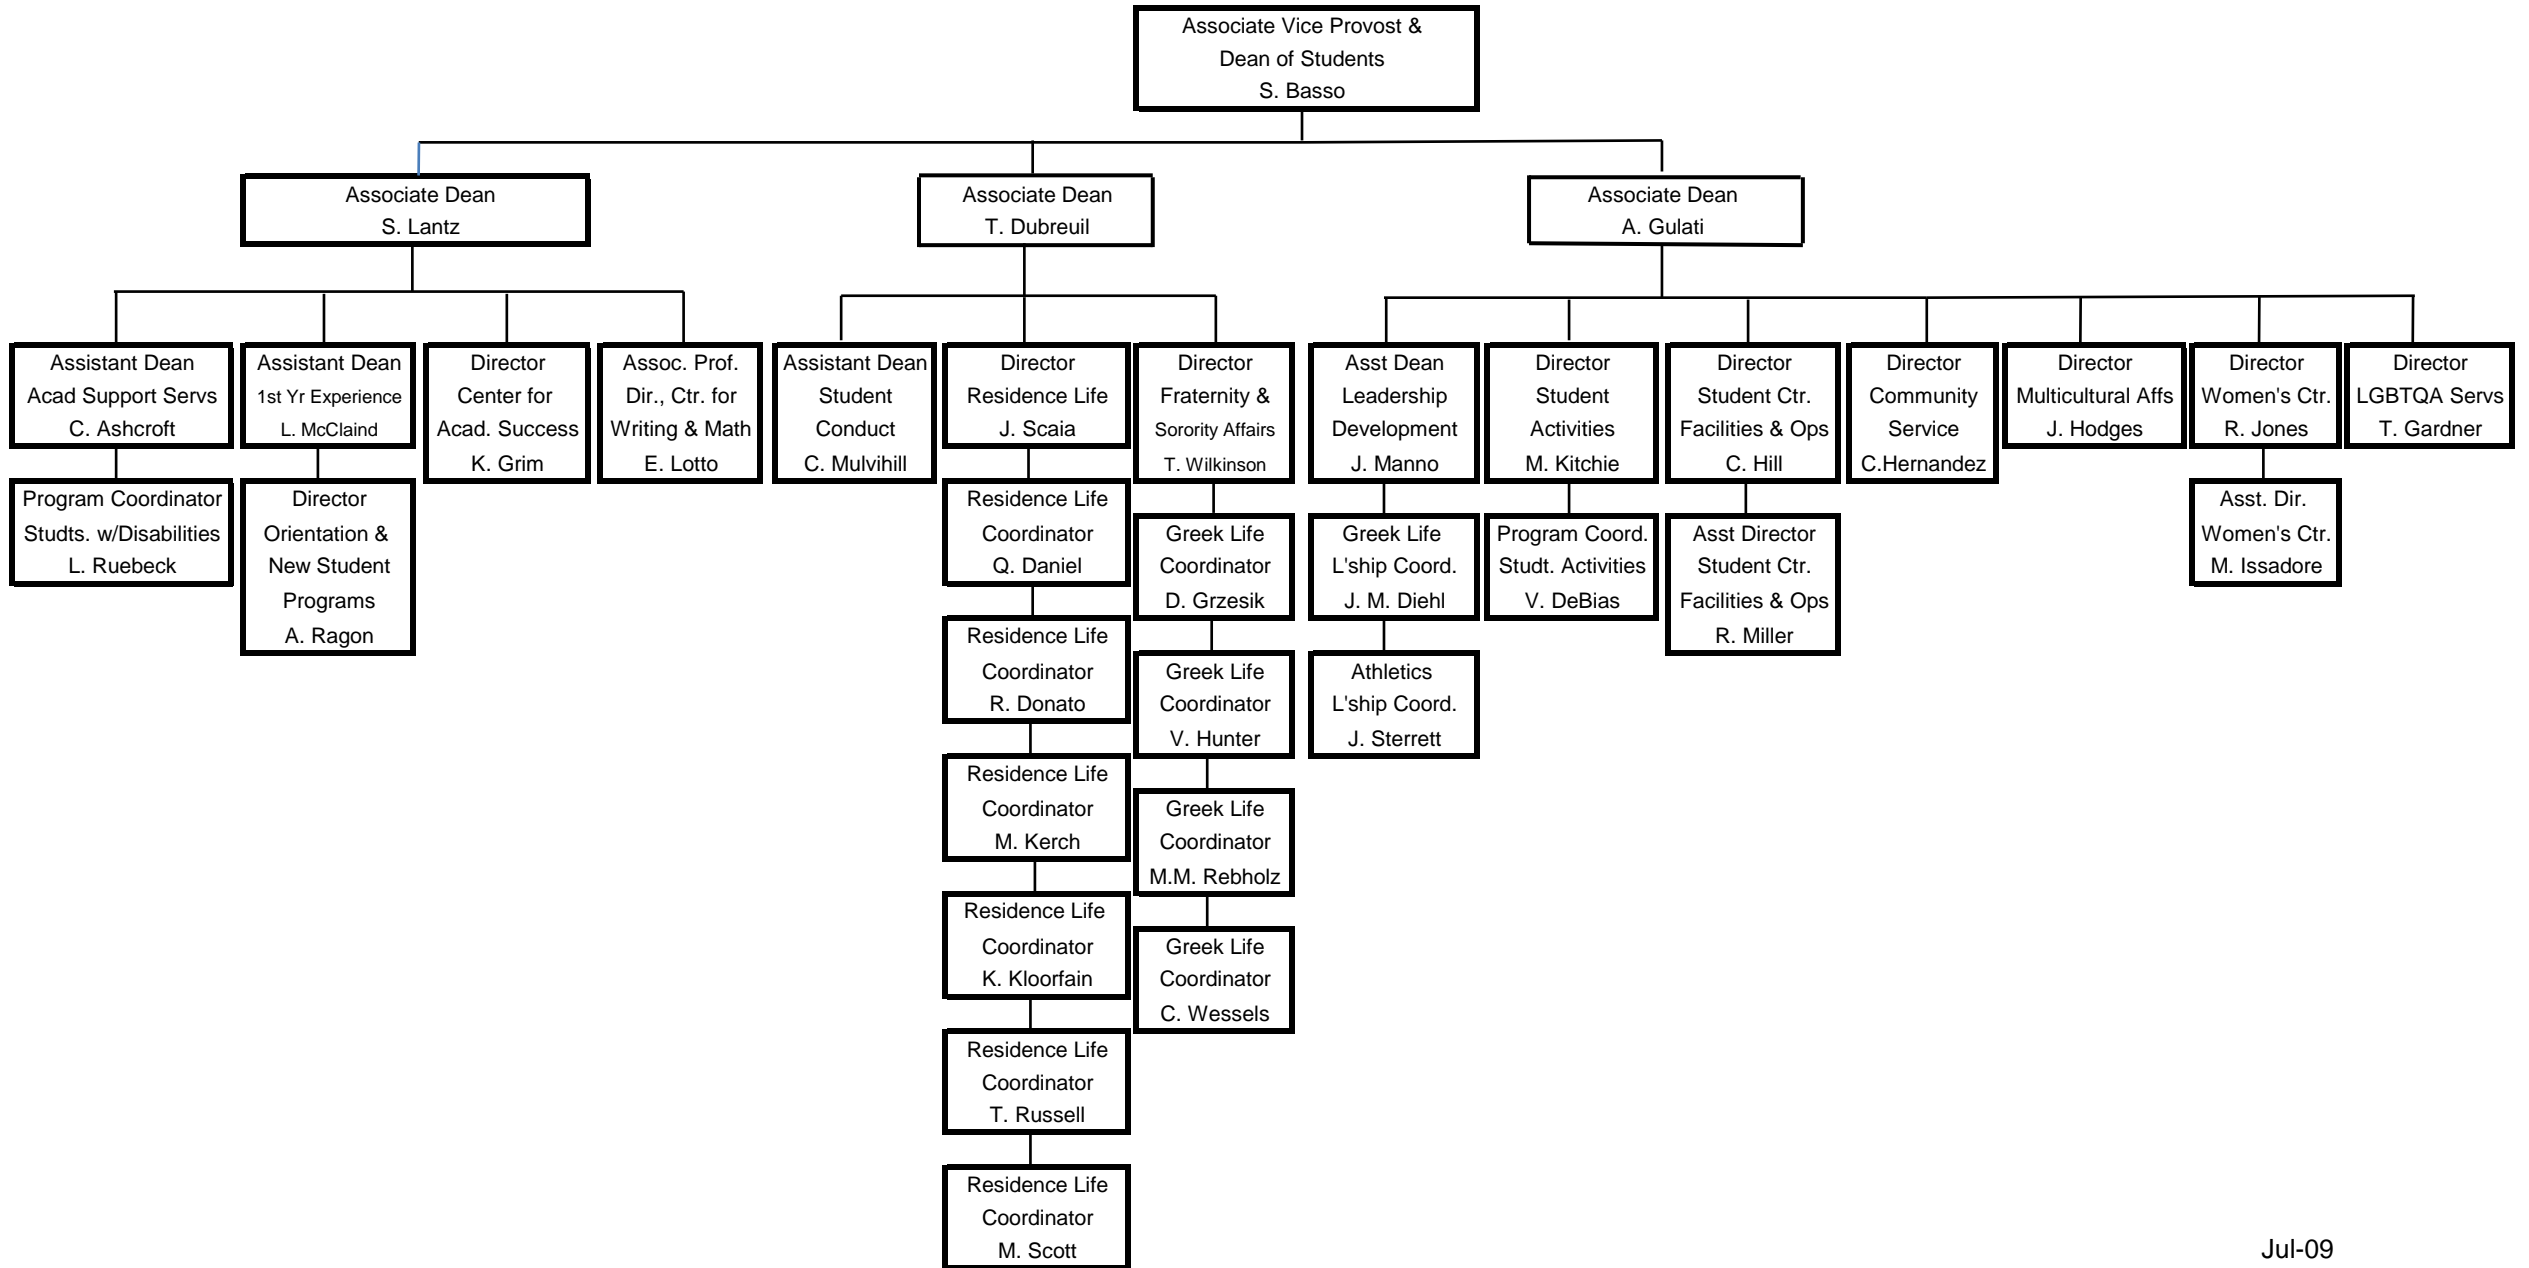 Associate Vice Provost &
Dean of Students
S. Basso
Associate Dean
S. Lantz
Associate Dean
T. Dubreuil
Associate Dean
A. Gulati
Assistant Dean
Acad Support Servs
C. Ashcroft
Assistant Dean
1st Yr Experience
L. McClaind
Director
Center for
Acad. Success
K. Grim
Assoc. Prof.
Dir., Ctr. for
Writing & Math
E. Lotto
Assistant Dean
Student
Conduct
C. Mulvihill
Director
Residence Life
J. Scaia
Director
Fraternity &
Sorority Affairs
T. Wilkinson
Asst Dean
Leadership
Development
J. Manno
Director
Student
Activities
M. Kitchie
Director
Student Ctr.
Facilities & Ops
C. Hill
Director
Community
Service
C.Hernandez
Director
Multicultural Affs
J. Hodges
Director
Women's Ctr.
R. Jones
Director
LGBTQA Servs
T. Gardner
Program Coordinator
Studts. w/Disabilities
L. Ruebeck
Director
Orientation &
New Student
Programs
A. Ragon
Residence Life
Coordinator
Q. Daniel
Residence Life
Coordinator
R. Donato
Residence Life
Coordinator
M. Kerch
Residence Life
Coordinator
K. Kloorfain
Residence Life
Coordinator
T. Russell
Residence Life
Coordinator
M. Scott
Greek Life
Coordinator
D. Grzesik
Greek Life
Coordinator
V. Hunter
Greek Life
Coordinator
M.M. Rebholz
Greek Life
Coordinator
C. Wessels
Greek Life
L'ship Coord.
J. M. Diehl
Athletics
L'ship Coord.
J. Sterrett
Program Coord.
Studt. Activities
V. DeBias
Asst Director
Student Ctr.
Facilities & Ops
R. Miller
Asst. Dir.
Women's Ctr.
M. Issadore
Jul-09